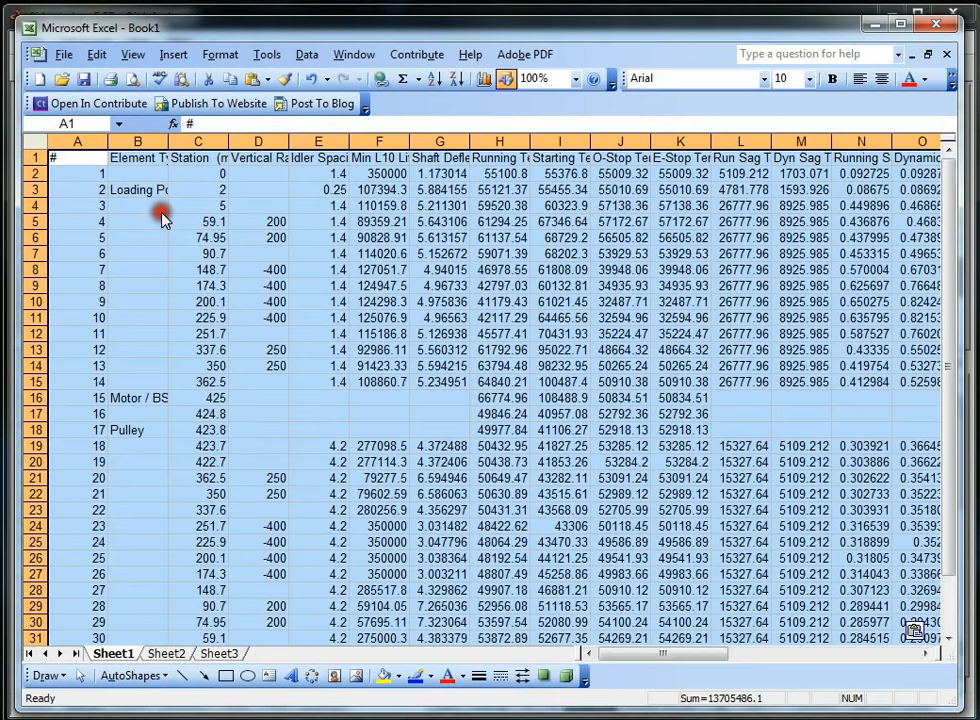 Microsoft Excel - Book1
File Edit View Insert Format Tools Data Window Contribute Help Adobe PDF Type a question for help
100% Arial 10 B A
Open In Contribute Publish To Website Post To Blog
A1 fx #
A B C D E F G H I J K L M N O
1 # Element Ty Station (m Vertical Ra Idler Spaci Min L10 Li Shaft Defle Running Te Starting Te O-Stop Ter E-Stop Ter Run Sag T Dyn Sag T Running S Dynamic
2 1 0 1.4 350000 1.173014 55100.8 55376.8 55009.32 55010.69 5109.212 1703.071 0.092725 0.09287
3 2 Loading Po 2 0.25 107394.3 5.884155 55121.37 55455.34 55010.69 55019.76 4781.778 1593.926 0.08675 0.08692
4 3 5 1.4 110159.8 5.211301 59520.38 60323.9 57138.36 57138.36 26777.96 8925.985 0.449896 0.46865
5 4 59.1 200 1.4 89359.21 5.643106 61294.25 67346.64 57172.67 57180.86 26777.96 8925.985 0.436876 0.4683
6 5 74.95 200 1.4 90828.91 5.613157 61137.54 68729.2 56505.82 56505.82 26777.96 8925.985 0.437995 0.49547
7 6 90.7 1.4 114020.6 5.152672 59071.39 68202.3 53929.53 53929.53 26777.96 8925.985 0.453315 0.49653
8 7 148.7 -400 1.4 127051.7 4.94015 46978.55 61808.09 39948.06 39948.06 26777.96 8925.985 0.570004 0.67031
9 8 174.3 -400 1.4 124947.5 4.96733 42797.03 60132.81 34935.93 34935.93 26777.96 8925.985 0.625697 0.76648
10 9 200.1 -400 1.4 124298.3 4.975836 41179.43 61021.45 32487.71 32487.71 26777.96 8925.985 0.650275 0.82424
11 10 225.9 -400 1.4 125076.9 4.96563 42117.29 64465.56 32594.96 32594.96 26777.96 8925.985 0.635795 0.82153
12 11 251.7 1.4 115186.8 5.126938 45577.41 70431.93 35224.47 35224.47 26777.96 8925.985 0.587527 0.76020
13 12 337.6 250 1.4 92986.11 5.560218 61792.96 95022.71 48664.32 48664.32 26777.96 8925.985 0.43335 0.55025
14 13 350 250 1.4 91423.33 5.594215 63794.48 98232.95 50265.24 50265.24 26777.96 8925.985 0.419754 0.53273
15 14 362.5 1.4 108860.7 5.234951 64840.21 100487.4 50910.38 50910.38 26777.96 8925.985 0.412984 0.52598
16 15 Motor / BS 425 66774.96 108488.9 50834.51 50834.51
17 16 424.8 49846.24 40957.08 52792.36 52792.36
18 17 Pulley 423.8 49977.84 41106.27 52918.13 52918.13
19 18 423.7 4.2 277098.5 4.372488 50432.95 41827.25 53285.12 53285.12 15327.64 5109.212 0.303921 0.36645
20 19 422.7 4.2 277114.3 4.372406 50438.73 41853.26 53284.2 53284.2 15327.64 5109.212 0.303886 0.36622
21 20 362.5 250 4.2 79277.5 6.594946 50649.47 43282.11 53091.24 53091.24 15327.64 5109.212 0.302622 0.35413
22 21 350 250 4.2 79602.59 6.586063 50630.89 43515.61 52989.12 52989.12 15327.64 5109.212 0.302733 0.35227
23 22 337.6 4.2 280256.9 4.356297 50431.31 43568.09 52705.99 52705.99 15327.64 5109.212 0.303931 0.35180
24 23 251.7 -400 4.2 350000 3.031482 48422.62 43306 50118.45 50118.45 15327.64 5109.212 0.316539 0.35393
25 24 225.9 -400 4.2 350000 3.047796 48064.29 43470.33 49586.89 49586.89 15327.64 5109.212 0.318899 0.352
26 25 200.1 -400 4.2 350000 3.038364 48192.54 44121.25 49541.93 49541.93 15327.64 5109.212 0.31805 0.34739
27 26 174.3 -400 4.2 350000 3.003211 48807.49 45258.86 49983.66 49983.66 15327.64 5109.212 0.314043 0.33866
28 27 148.7 4.2 285517.8 4.329785 49907.18 46881.21 50909.78 50909.78 15327.64 5109.212 0.307123 0.32694
29 28 90.7 200 4.2 59104.05 7.265036 52956.08 51118.53 53565.17 53565.17 15327.64 5109.212 0.289441 0.29984
30 29 74.95 200 4.2 57695.11 7.323053 53597.54 52080.99 54100.24 54100.24 15327.64 5109.212 0.285977
31 30 59.1 4.2 275000.3 4.383379 53872.89 52677.35 54269.21 54269.21 15327.64 5109.212 0.284515
Sheet1 Sheet2 Sheet3
Draw AutoShapes
Ready Sum=13705486.1 NUM